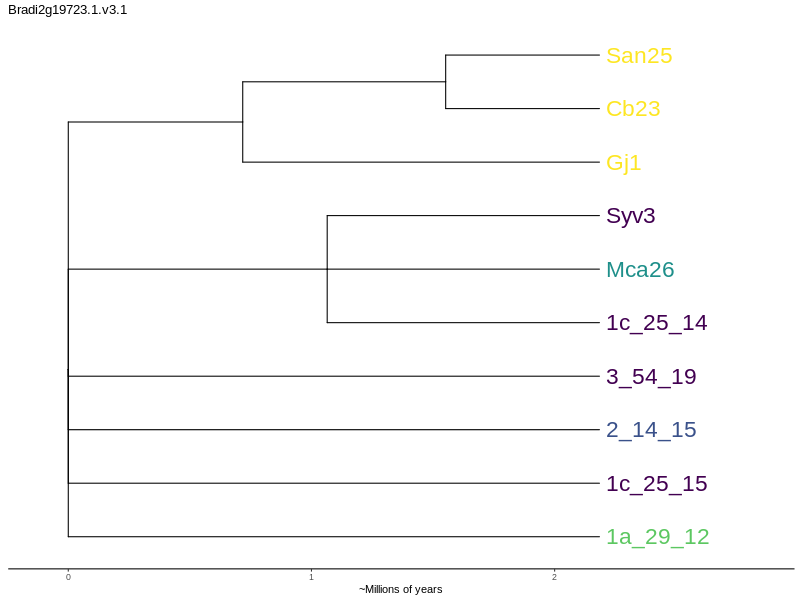 Bradi2g19723.1.v3.1
San25
Cb23
Gj1
Syv3
Mca26
1c_25_14
3_54_19
2_14_15
1c_25_15
1a_29_12
0 1 2
~Millions of years